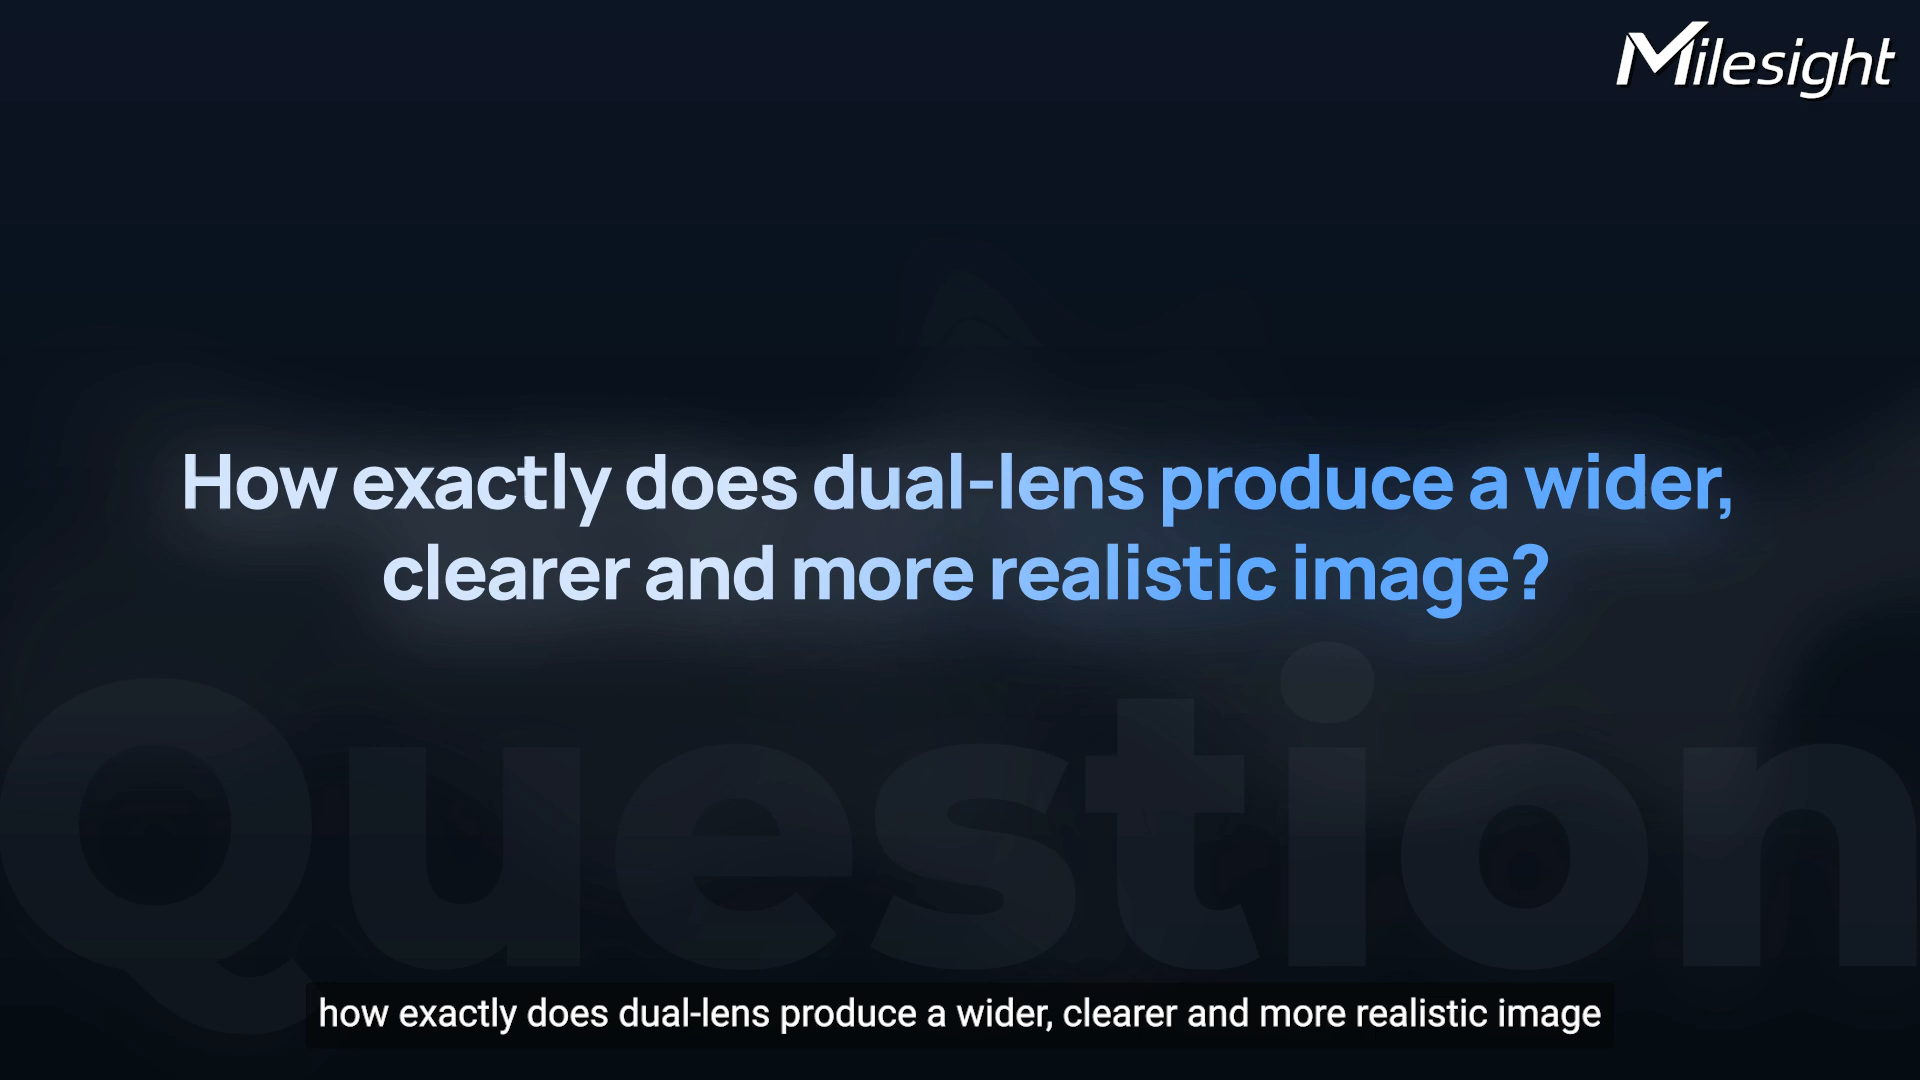 Milesight
How exactly does dual-lens produce a wider,
clearer and more realistic image?
Question
how exactly does dual-lens produce a wider, clearer and more realistic image